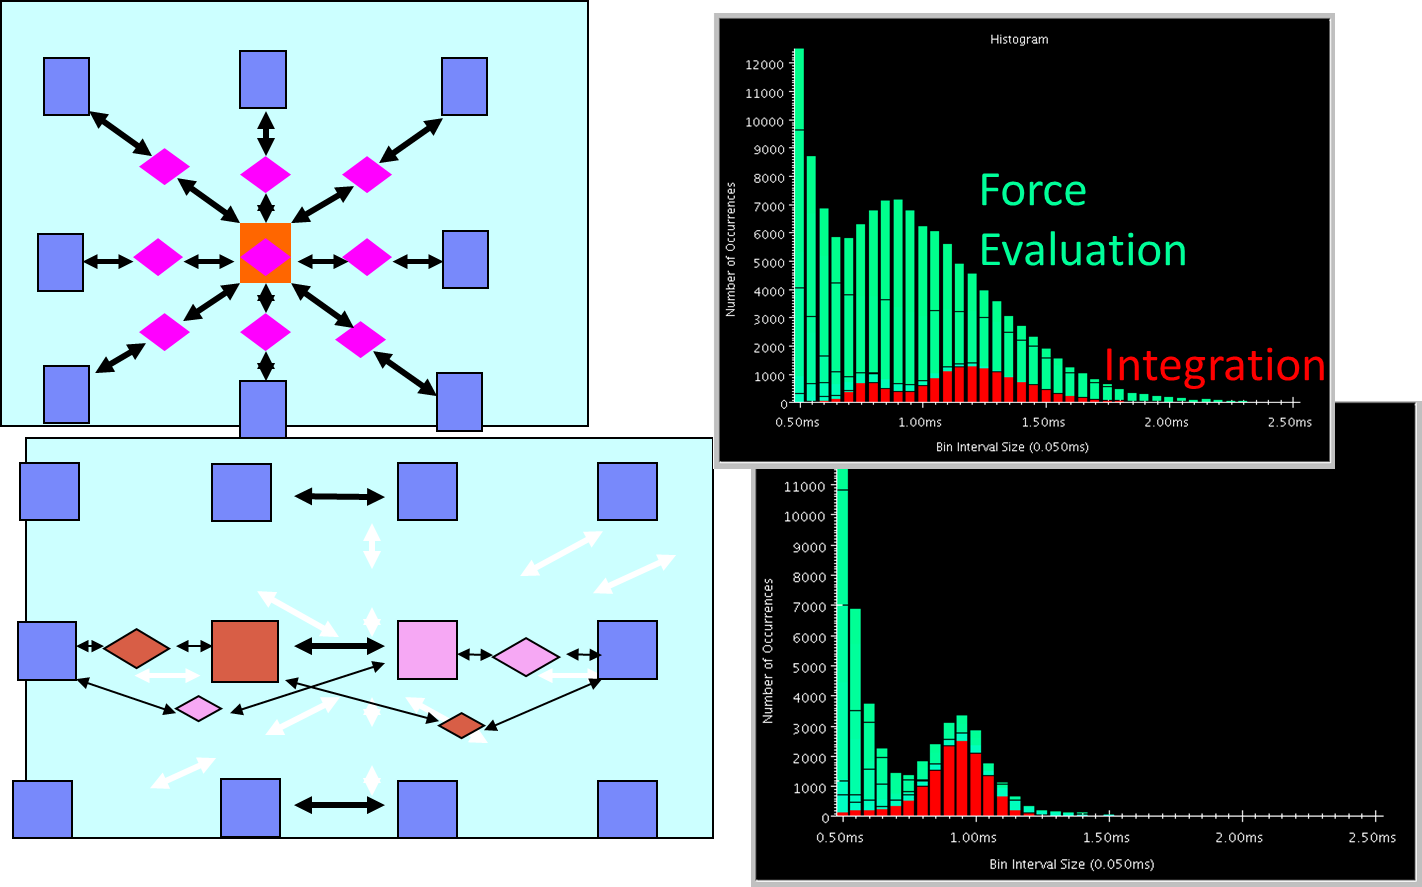 Histogram
12000
11000
10000
9000
8000
7000
6000
5000
4000
3000
2000
1000
0
Number of Occurrences
Force
Evaluation
Integration
0.50ms 1.00ms 1.50ms 2.00ms 2.50ms
Bin Interval Size (0.050ms)
11000
10000
9000
8000
7000
6000
5000
4000
3000
2000
1000
0
Number of Occurrences
0.50ms 1.00ms 1.50ms 2.00ms 2.50ms
Bin Interval Size (0.050ms)